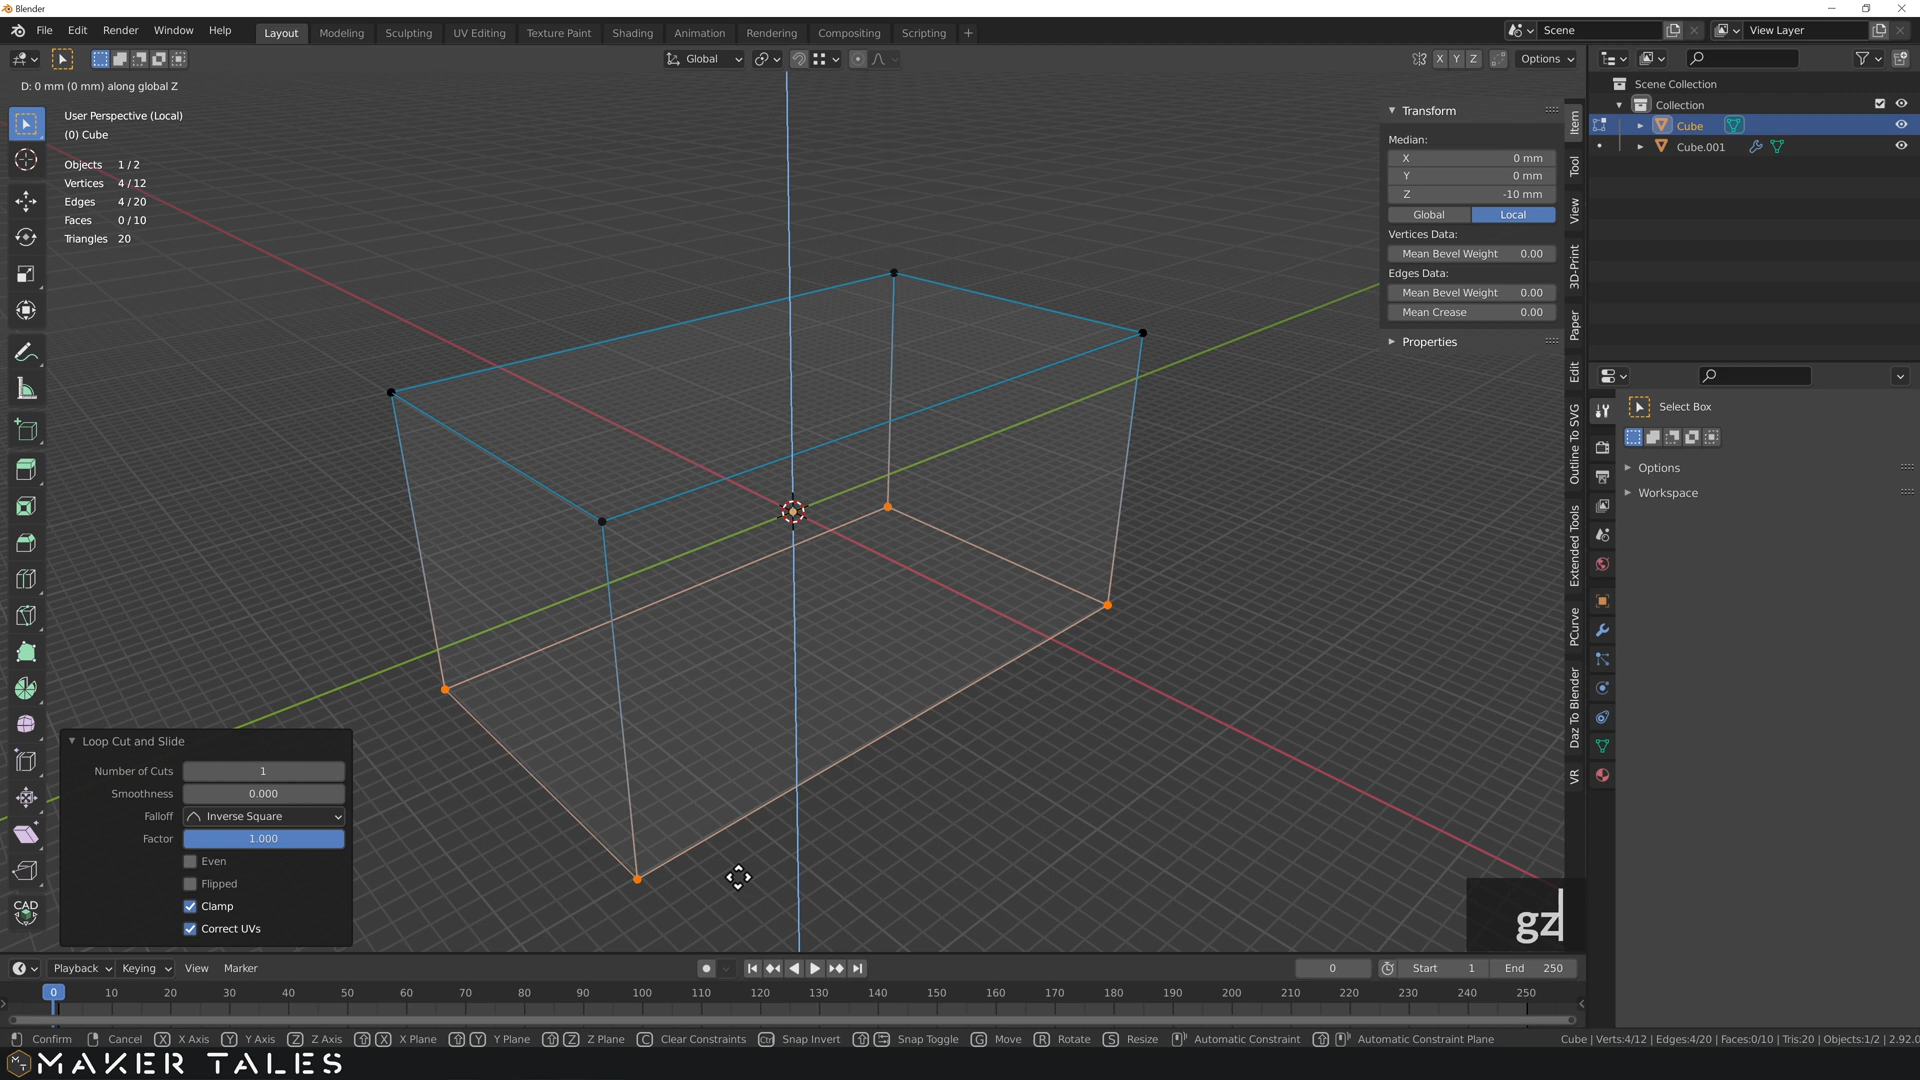 Blender
File Edit Render Window Help
Layout Modeling Sculpting UV Editing Texture Paint Shading Animation Rendering Compositing Scripting +
Scene
View Layer
Global
X Y Z
Options
D: 0 mm (0 mm) along global Z
User Perspective (Local)
(0) Cube
Objects 1 / 2
Vertices 4 / 12
Edges 4 / 20
Faces 0 / 10
Triangles 20
Transform
Median:
X 0 mm
Y 0 mm
Z -10 mm
Global Local
Vertices Data:
Mean Bevel Weight 0.00
Edges Data:
Mean Bevel Weight 0.00
Mean Crease 0.00
Properties
Item
Tool
View
3D-Print
Paper
Edit
Outline To SVG
Extended Tools
PCurve
Daz To Blender
VR
Scene Collection
Collection
Cube
Cube.001
Select Box
Options
Workspace
CAD
Loop Cut and Slide
Number of Cuts 1
Smoothness 0.000
Falloff Inverse Square
Factor 1.000
Even
Flipped
Clamp
Correct UVs
gz
Playback Keying View Marker
0
Start 1
End 250
0 10 20 30 40 50 60 70 80 90 100 110 120 130 140 150 160 170 180 190 200 210 220 230 240 250
Confirm Cancel X X Axis Y Y Axis Z Z Axis X X Plane Y Y Plane Z Z Plane C Clear Constraints Ctrl Snap Invert Snap Toggle G Move R Rotate S Resize Automatic Constraint Automatic Constraint Plane
Cube | Verts:4/12 | Edges:4/20 | Faces:0/10 | Tris:20 | Objects:1/2 | 2.92.0
MAKER TALES